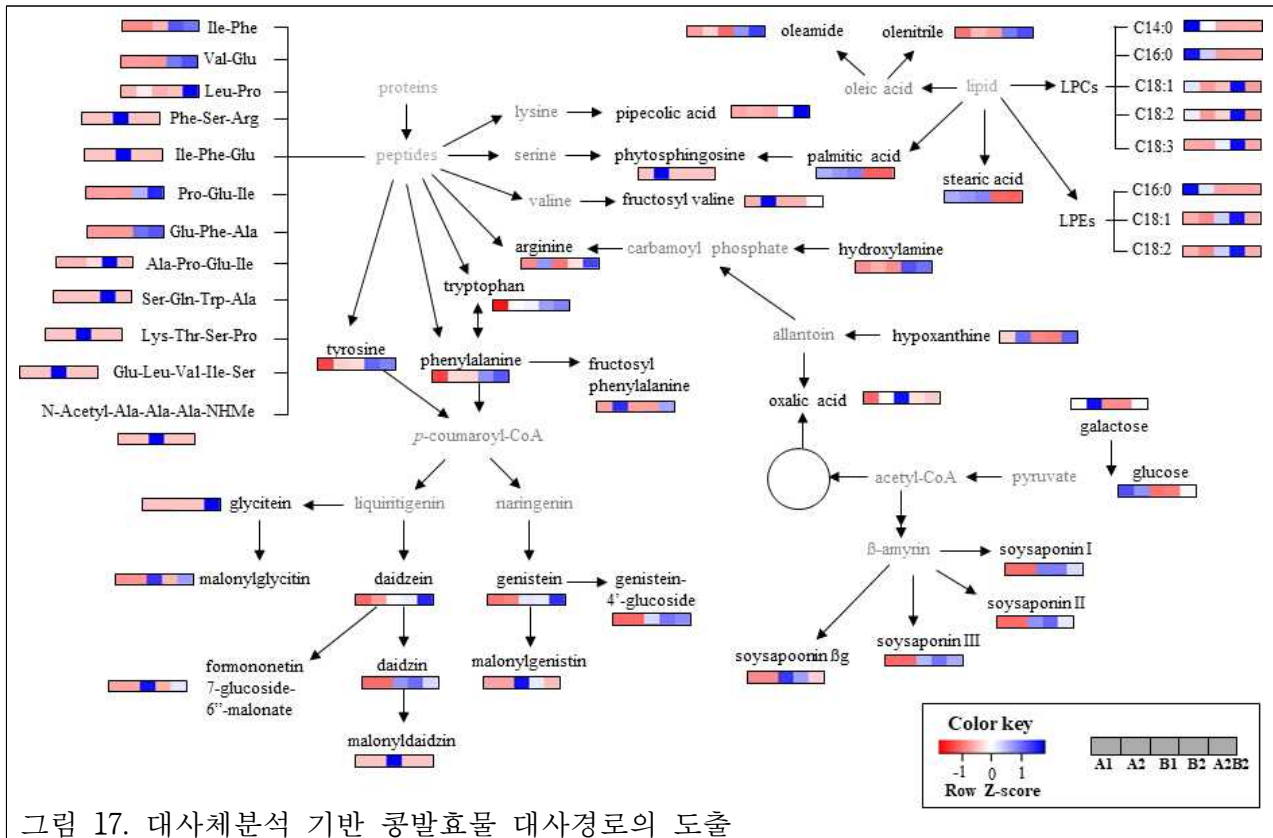 Ile-Phe
Val-Glu
Leu-Pro
Phe-Ser-Arg
Ile-Phe-Glu
Pro-Glu-Ile
Glu-Phe-Ala
Ala-Pro-Glu-Ile
Ser-Gln-Trp-Ala
Lys-Thr-Ser-Pro
Glu-Leu-Val-Ile-Ser
N-Acetyl-Ala-Ala-Ala-NHMe
proteins
peptides
lysine
pipecolic acid
serine
phytosphingosine
palmitic acid
valine
fructosyl valine
oleamide
olenitrile
oleic acid
lipid
stearic acid
LPCs
C14:0
C16:0
C18:1
C18:2
C18:3
LPEs
C16:0
C18:1
C18:2
arginine
carbamoyl phosphate
hydroxylamine
tryptophan
allantoin
hypoxanthine
tyrosine
phenylalanine
fructosyl
phenylalanine
oxalic acid
galactose
glucose
p-coumaroyl-CoA
acetyl-CoA
pyruvate
glycitein
liquiritigenin
naringenin
ß-amyrin
soysaponin I
soysaponin II
soysaponin III
soysapoonin ßg
malonylglycitin
daidzein
genistein
genistein-
4’-glucoside
formononetin
7-glucoside-
6”-malonate
daidzin
malonylgenistin
malonyldaidzin
Color key
-1 0 1
Row Z-score
A1 A2 B1 B2 A2B2
그림 17. 대사체분석 기반 콩발효물 대사경로의 도출